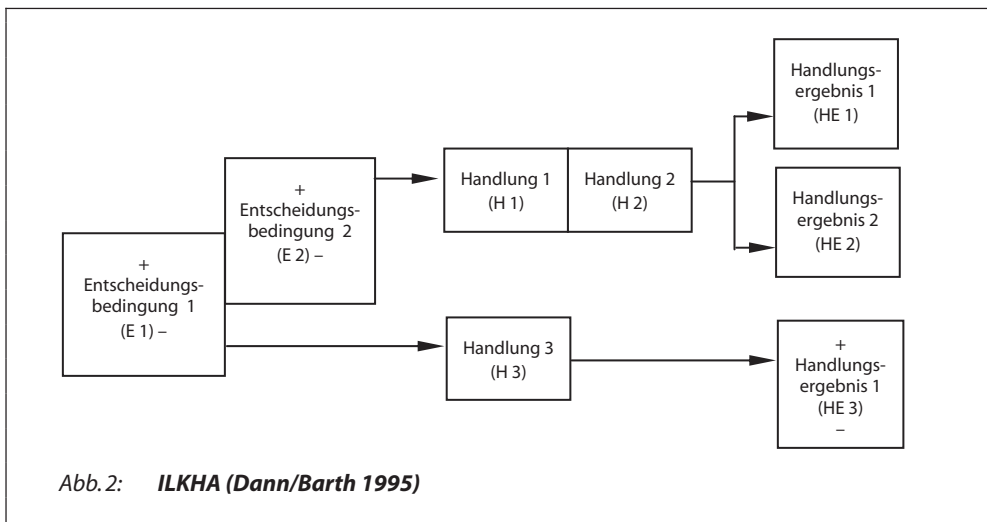 Handlungs-
ergebnis 1
(HE 1)
+
Entscheidungs-
bedingung 2
(E 2) –
Handlung 1
(H 1)
Handlung 2
(H 2)
Handlungs-
ergebnis 2
(HE 2)
+
Entscheidungs-
bedingung 1
(E 1) –
Handlung 3
(H 3)
+
Handlungs-
ergebnis 1
(HE 3)
–
Abb. 2: ILKHA (Dann/Barth 1995)